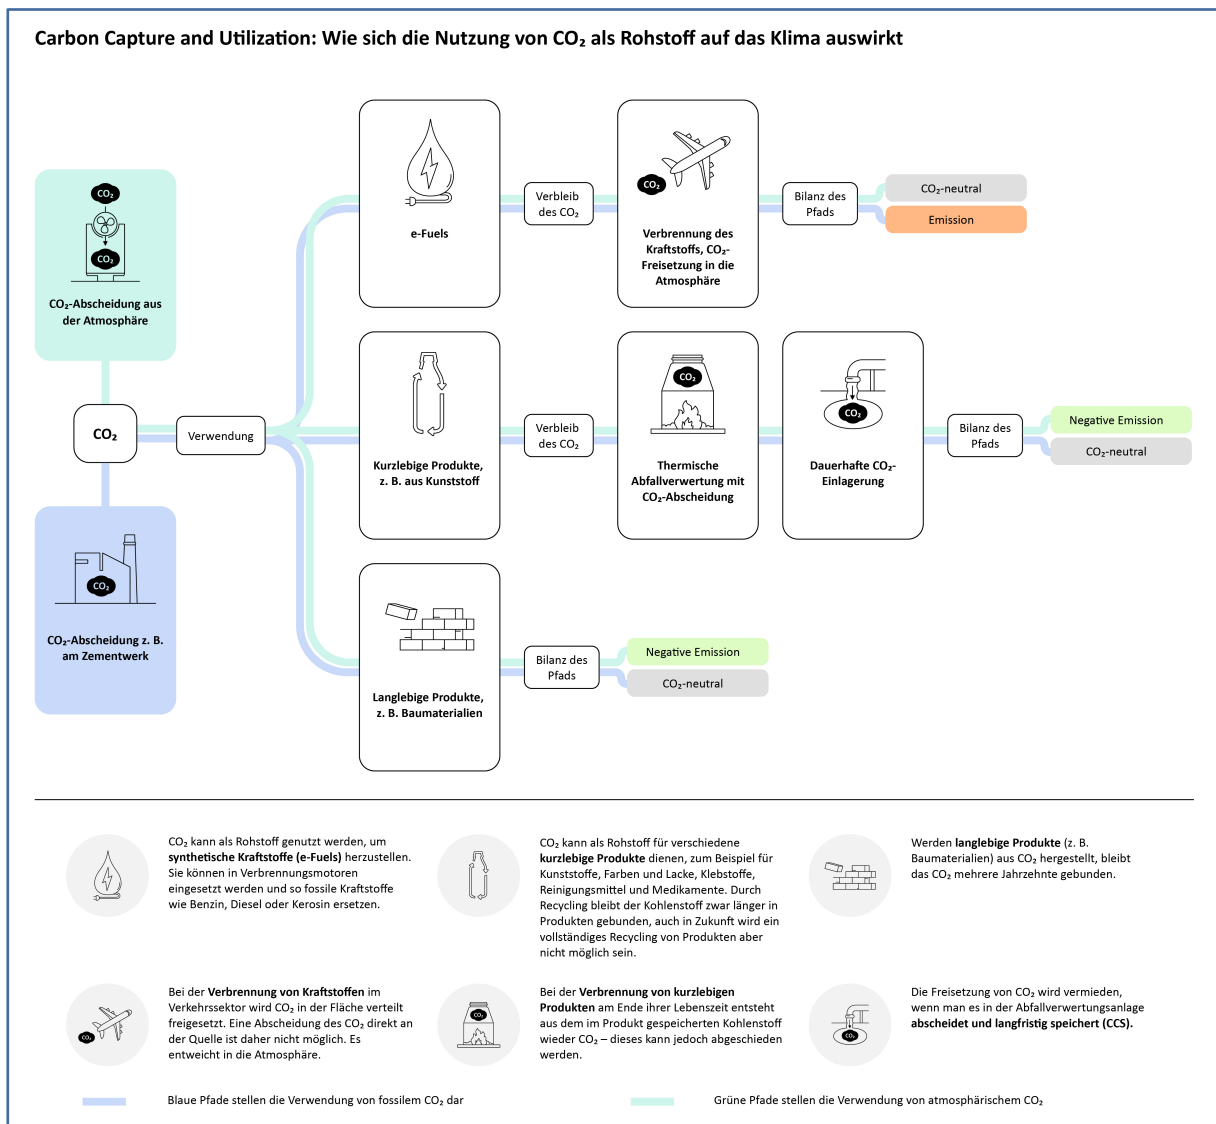 Carbon Capture and Utilization: Wie sich die Nutzung von CO₂ als Rohstoff auf das Klima auswirkt
CO₂
CO₂
CO₂-Abscheidung aus
der Atmosphäre
CO₂
Verwendung
CO₂
CO₂-Abscheidung z. B.
am Zementwerk
e-Fuels
Verbleib
des CO₂
CO₂
Verbrennung des
Kraftstoffs, CO₂-
Freisetzung in die
Atmosphäre
Bilanz des
Pfads
CO₂-neutral
Emission
Kurzlebige Produkte,
z. B. aus Kunststoff
Verbleib
des CO₂
CO₂
Thermische
Abfallverwertung mit
CO₂-Abscheidung
CO₂
Dauerhafte CO₂-
Einlagerung
Bilanz des
Pfads
Negative Emission
CO₂-neutral
Langlebige Produkte,
z. B. Baumaterialien
Bilanz des
Pfads
Negative Emission
CO₂-neutral
CO₂ kann als Rohstoff genutzt werden, um
synthetische Kraftstoffe (e-Fuels) herzustellen.
Sie können in Verbrennungsmotoren
eingesetzt werden und so fossile Kraftstoffe
wie Benzin, Diesel oder Kerosin ersetzen.
CO₂ kann als Rohstoff für verschiedene
kurzlebige Produkte dienen, zum Beispiel für
Kunststoffe, Farben und Lacke, Klebstoffe,
Reinigungsmittel und Medikamente. Durch
Recycling bleibt der Kohlenstoff zwar länger in
Produkten gebunden, auch in Zukunft wird ein
vollständiges Recycling von Produkten aber
nicht möglich sein.
Werden langlebige Produkte (z. B.
Baumaterialien) aus CO₂ hergestellt, bleibt
das CO₂ mehrere Jahrzehnte gebunden.
CO₂
Bei der Verbrennung von Kraftstoffen im
Verkehrssektor wird CO₂ in der Fläche verteilt
freigesetzt. Eine Abscheidung des CO₂ direkt an
der Quelle ist daher nicht möglich. Es
entweicht in die Atmosphäre.
CO₂
Bei der Verbrennung von kurzlebigen
Produkten am Ende ihrer Lebenszeit entsteht
aus dem im Produkt gespeicherten Kohlenstoff
wieder CO₂ – dieses kann jedoch abgeschieden
werden.
CO₂
Die Freisetzung von CO₂ wird vermieden,
wenn man es in der Abfallverwertungsanlage
abscheidet und langfristig speichert (CCS).
Blaue Pfade stellen die Verwendung von fossilem CO₂ dar
Grüne Pfade stellen die Verwendung von atmosphärischem CO₂